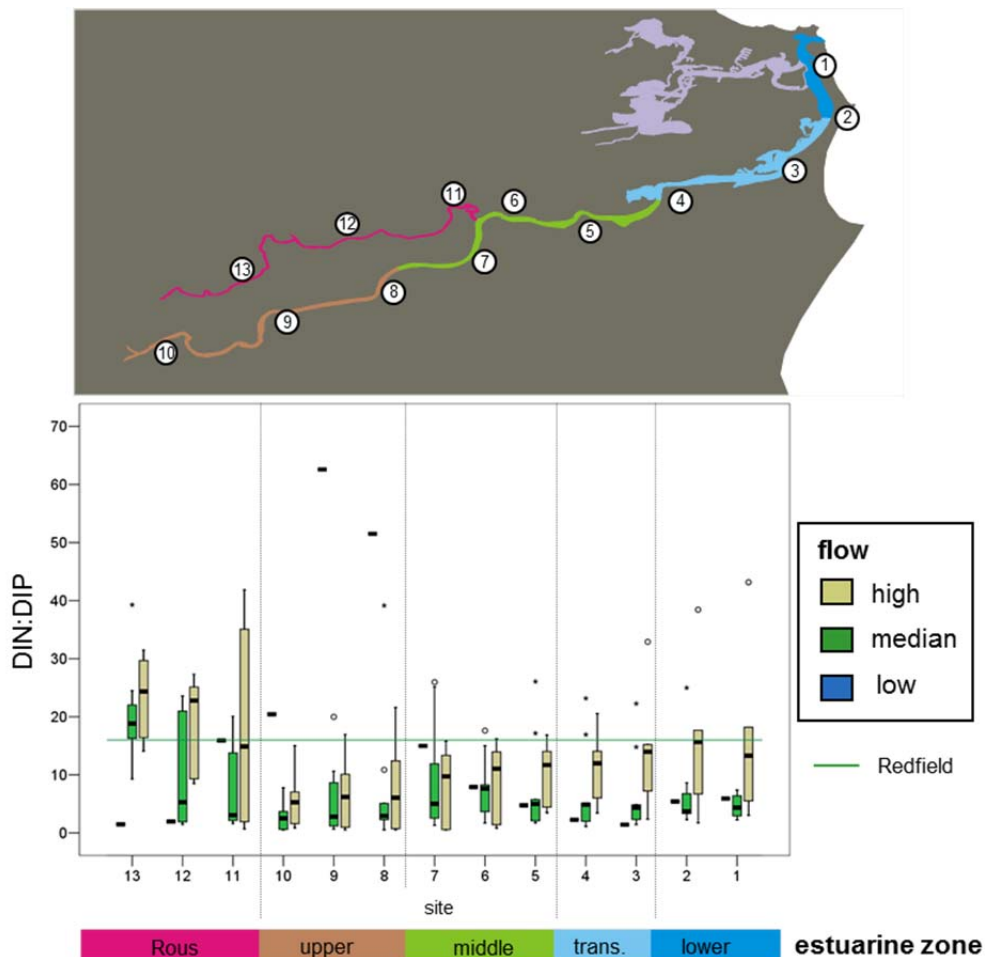 1
2
3
4
11
6
12
5
13
7
8
9
10
70
60
50
40
30
20
10
0
DIN:DIP
13 12 11 10 9 8 7 6 5 4 3 2 1
site
flow
high
median
low
Redfield
Rous upper middle trans. lower estuarine zone